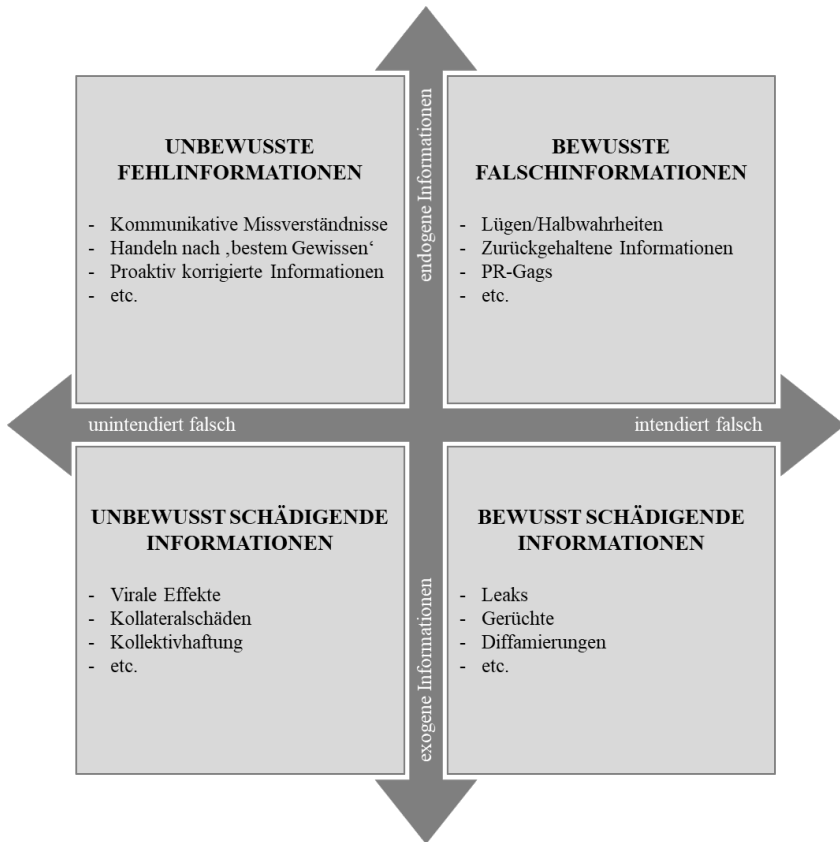 UNBEWUSSTE
FEHLINFORMATIONEN
- Kommunikative Missverständnisse
- Handeln nach ‚bestem Gewissen‘
- Proaktiv korrigierte Informationen
- etc.
endogene Informationen
BEWUSSTE
FALSCHINFORMATIONEN
- Lügen/Halbwahrheiten
- Zurückgehaltene Informationen
- PR-Gags
- etc.
unintendiert falsch
intendiert falsch
UNBEWUSST SCHÄDIGENDE
INFORMATIONEN
- Virale Effekte
- Kollateralschäden
- Kollektivhaftung
- etc.
exogene Informationen
BEWUSST SCHÄDIGENDE
INFORMATIONEN
- Leaks
- Gerüchte
- Diffamierungen
- etc.